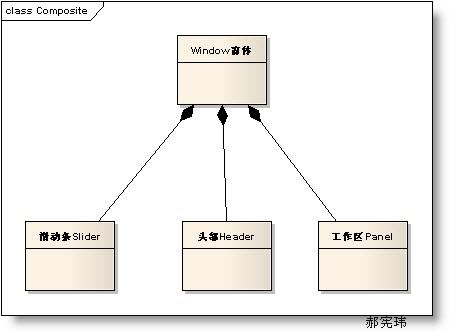 class Composite
Window窗体
滑动条Slider
头部Header
工作区Panel
郝宪玮